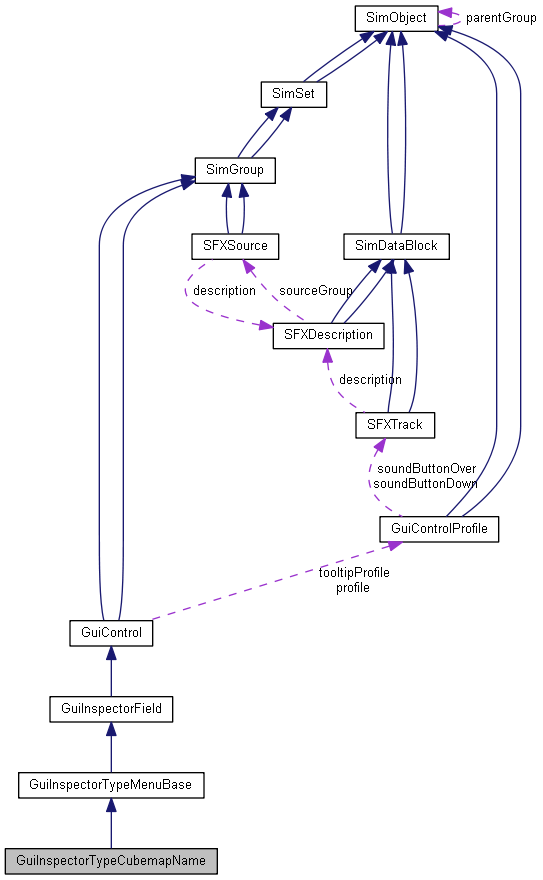 SimObject
parentGroup
SimSet
SimGroup
SFXSource
SimDataBlock
description
sourceGroup
SFXDescription
description
SFXTrack
soundButtonOver
soundButtonDown
GuiControlProfile
tooltipProfile
profile
GuiControl
GuiInspectorField
GuiInspectorTypeMenuBase
GuiInspectorTypeCubemapName